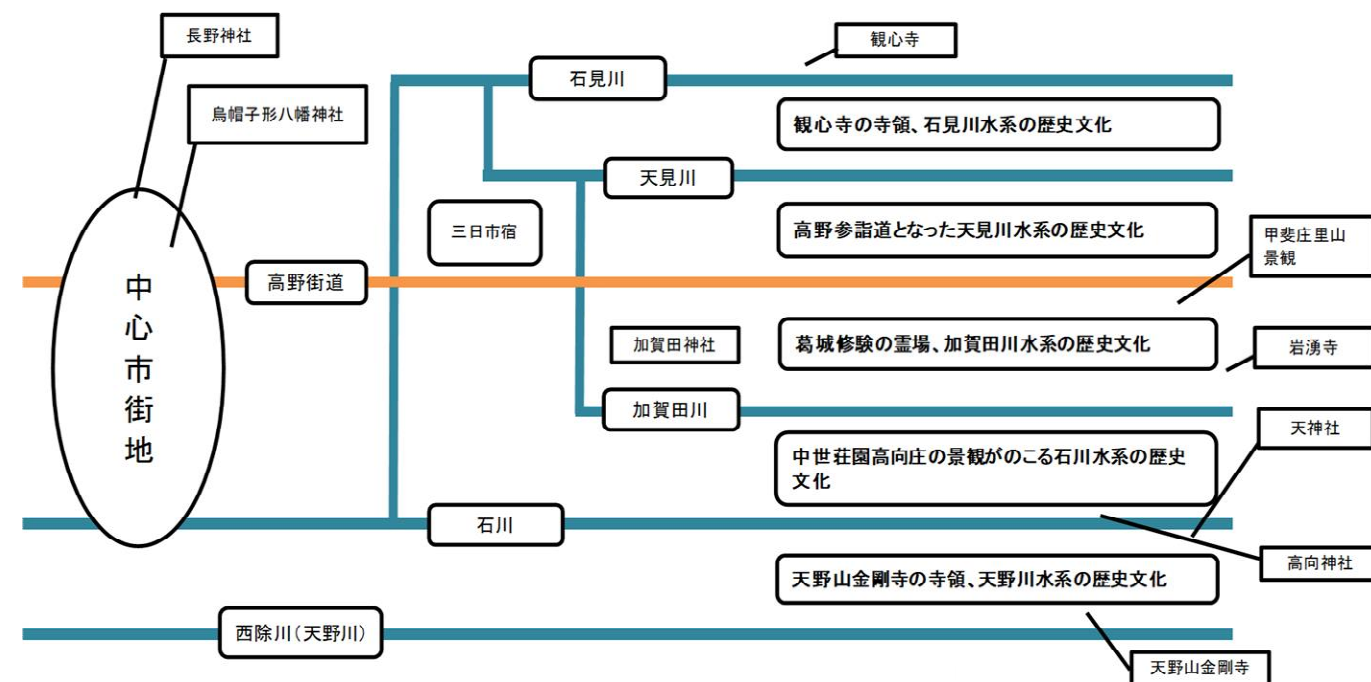 長野神社
観心寺
石見川
烏帽子形八幡神社
観心寺の寺領、石見川水系の歴史文化
天見川
三日市宿
高野参詣道となった天見川水系の歴史文化
甲斐庄里山
景観
高野街道
中心市街地
加賀田神社
葛城修験の霊場、加賀田川水系の歴史文化
岩湧寺
加賀田川
天神社
中世荘園高向庄の景観がのこる石川水系の歴史
文化
石川
高向神社
天野山金剛寺の寺領、天野川水系の歴史文化
西除川（天野川）
天野山金剛寺